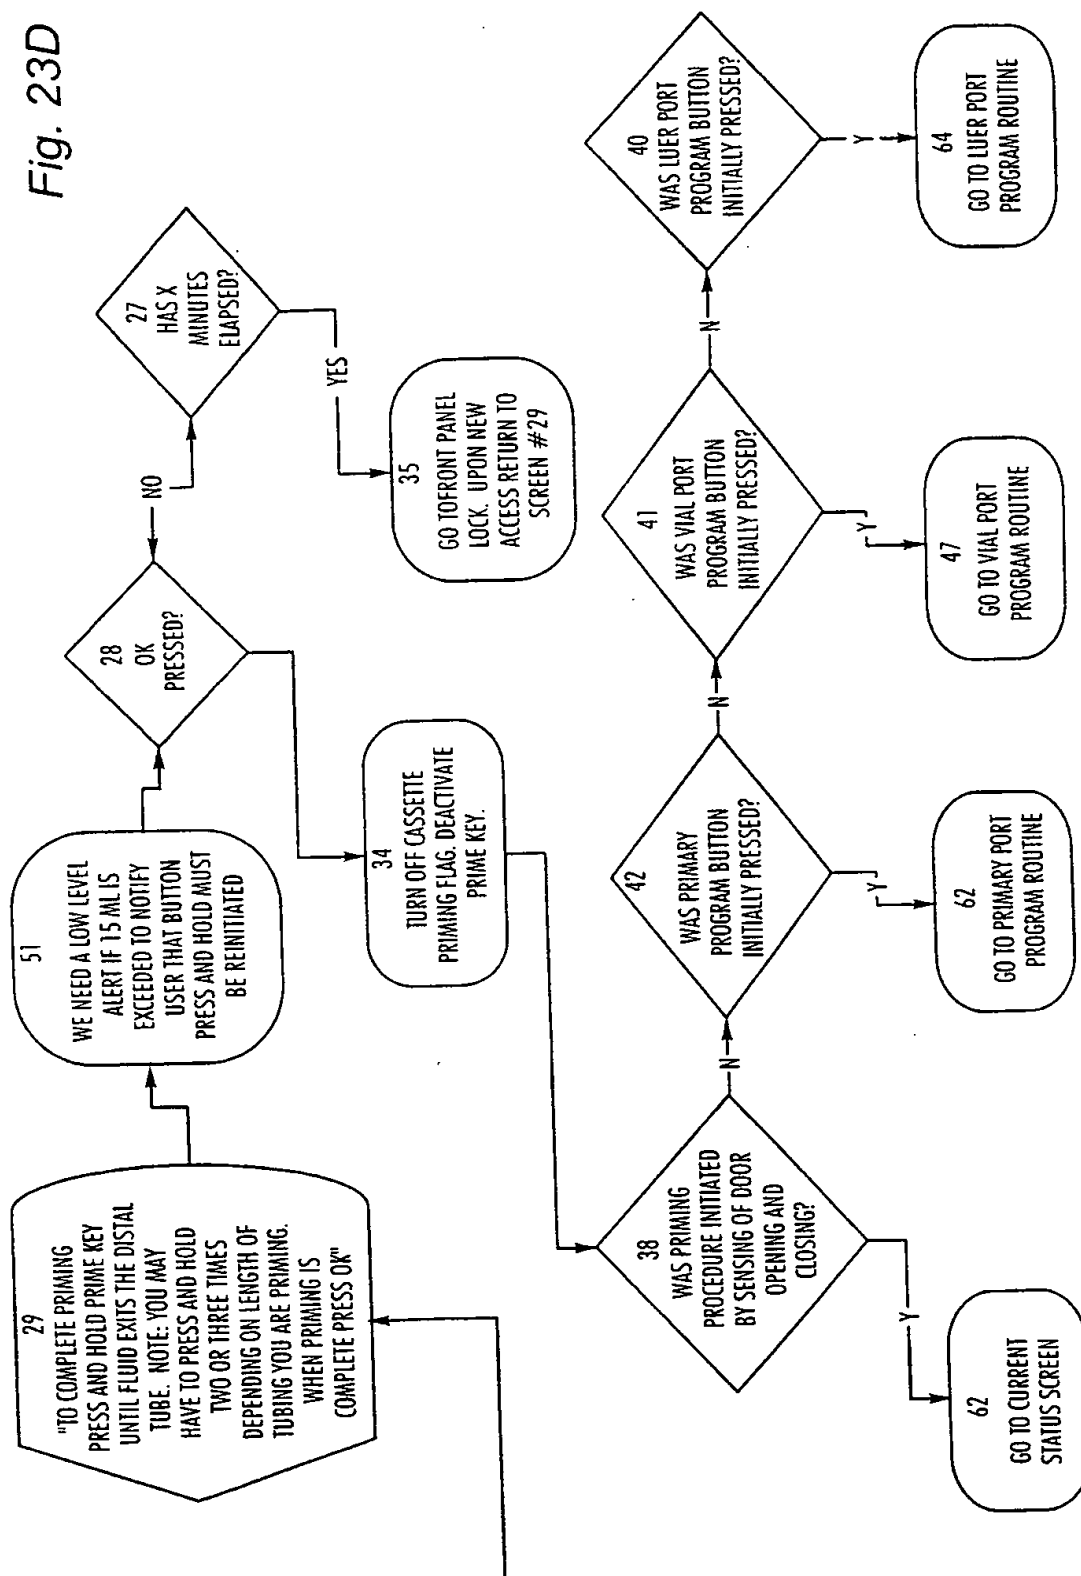 Fig. 23D
29
"TO COMPLETE PRIMING
PRESS AND HOLD PRIME KEY
UNTIL FLUID EXITS THE DISTAL
TUBE. NOTE: YOU MAY
HAVE TO PRESS AND HOLD
TWO OR THREE TIMES
DEPENDING ON LENGTH OF
TUBING YOU ARE PRIMING.
WHEN PRIMING IS
COMPLETE PRESS OK"
51
WE NEED A LOW LEVEL
ALERT IF 15 ML IS
EXCEEDED TO NOTIFY
USER THAT BUTTON
PRESS AND HOLD MUST
BE REINITIATED
28
OK
PRESSED?
NO
27
HAS X
MINUTES
ELAPSED?
YES
35
GO TOFRONT PANEL
LOCK. UPON NEW
ACCESS RETURN TO
SCREEN #29
34
TURN OFF CASSETTE
PRIMING FLAG. DEACTIVATE
PRIME KEY.
38
WAS PRIMING
PROCEDURE INITIATED
BY SENSING OF DOOR
OPENING AND
CLOSING?
N
42
WAS PRIMARY
PROGRAM BUTTON
INITIALLY PRESSED?
N
41
WAS VIAL PORT
PROGRAM BUTTON
INITIALLY PRESSED?
N
40
WAS LUER PORT
PROGRAM BUTTON
INITIALLY PRESSED?
Y
62
GO TO CURRENT
STATUS SCREEN
Y
62
GO TO PRIMARY PORT
PROGRAM ROUTINE
Y
47
GO TO VIAL PORT
PROGRAM ROUTINE
Y
64
GO TO LUER PORT
PROGRAM ROUTINE